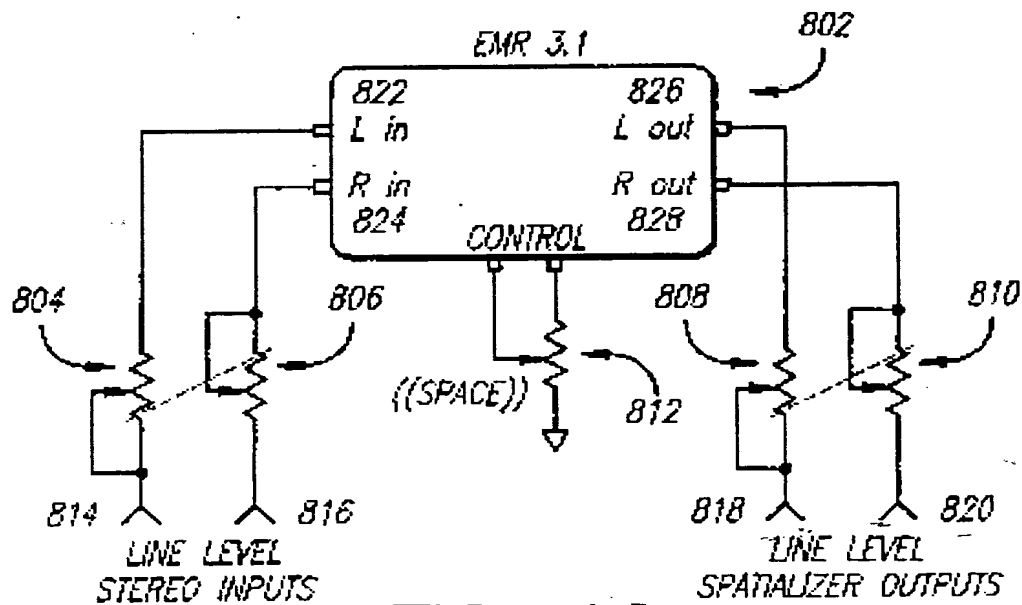 802
EMR 3.1
822 826
L in L out
R in R out
824 828
CONTROL
804 806 808 810
((SPACE)) 812
814 816 818 820
LINE LEVEL LINE LEVEL
STEREO INPUTS SPATIALIZER OUTPUTS